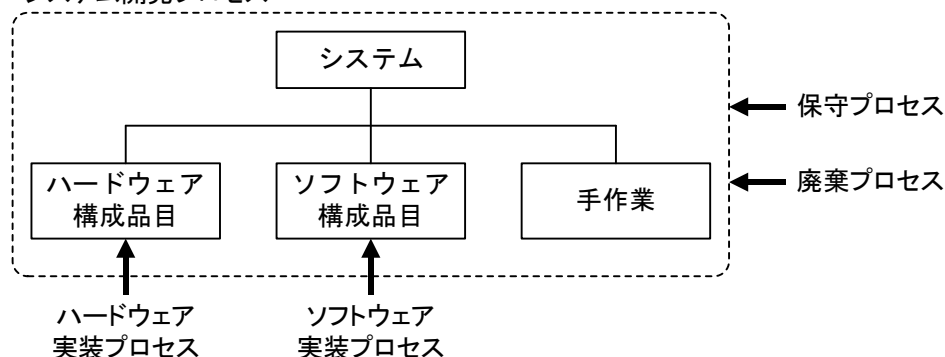 システム
保守プロセス
ハードウェア
構成品目
ソフトウェア
構成品目
手作業
廃棄プロセス
ハードウェア
実装プロセス
ソフトウェア
実装プロセス